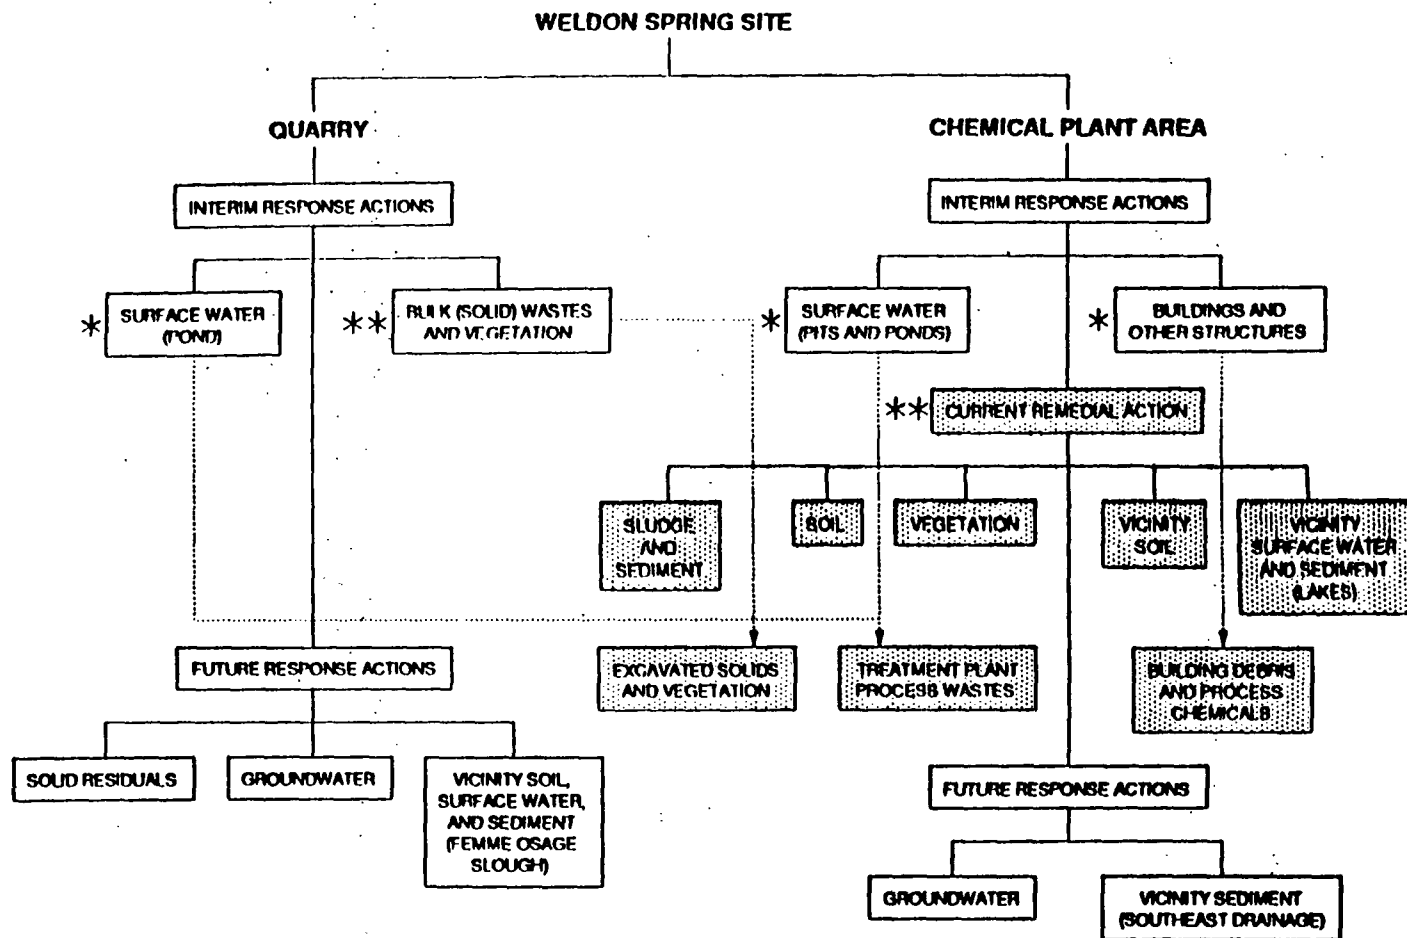 WELDON SPRING SITE
QUARRY
CHEMICAL PLANT AREA
INTERIM RESPONSE ACTIONS
INTERIM RESPONSE ACTIONS
* SURFACE WATER
(POND)
** BULK (SOLID) WASTES
AND VEGETATION
* SURFACE WATER
(PITS AND PONDS)
* BUILDINGS AND
OTHER STRUCTURES
** CURRENT REMEDIAL ACTION
SLUDGE
AND
SEDIMENT
SOIL
VEGETATION
VICINITY
SOIL
VICINITY
SURFACE WATER
AND SEDIMENT
(LAKES)
FUTURE RESPONSE ACTIONS
EXCAVATED SOLIDS
AND VEGETATION
TREATMENT PLANT
PROCESS WASTES
BUILDING DEBRIS
AND PROCESS
CHEMICALS
SOLID RESIDUALS
GROUNDWATER
VICINITY SOIL,
SURFACE WATER,
AND SEDIMENT
(FEMME OSAGE
SLOUGH)
FUTURE RESPONSE ACTIONS
GROUNDWATER
VICINITY SEDIMENT
(SOUTHEAST DRAINAGE)